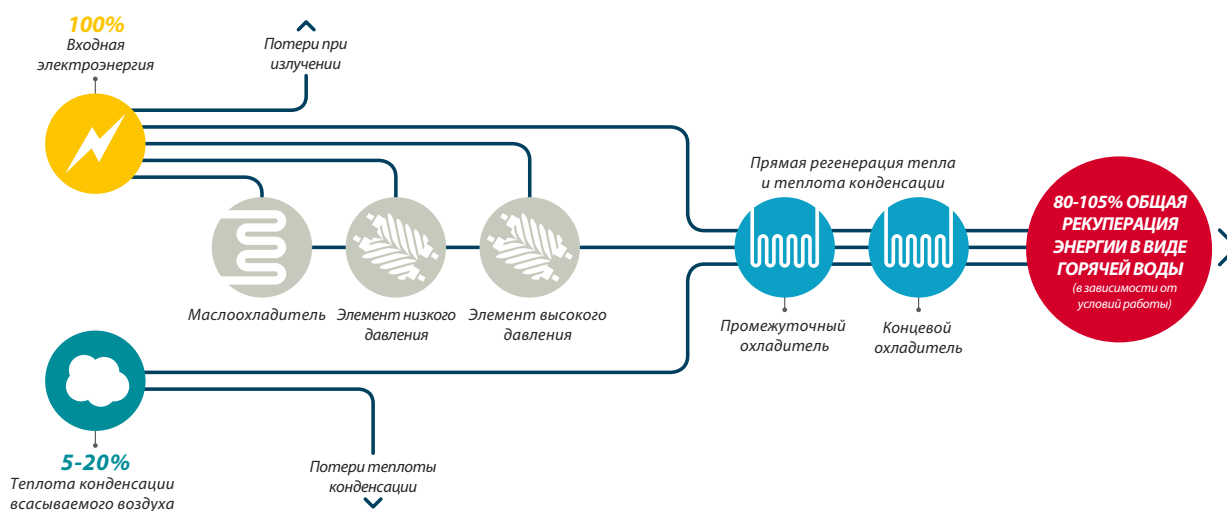 100%
Входная
электроэнергия
Потери при
излучении
Прямая регенерация тепла
и теплота конденсации
80-105% ОБЩАЯ
РЕКУПЕРАЦИЯ
ЭНЕРГИИ В ВИДЕ
ГОРЯЧЕЙ ВОДЫ
(в зависимости от
условий работы)
Маслоохладитель
Элемент низкого
давления
Элемент высокого
давления
Промежуточный
охладитель
Концевой
охладитель
5-20%
Теплота конденсации
всасываемого воздуха
Потери теплоты
конденсации